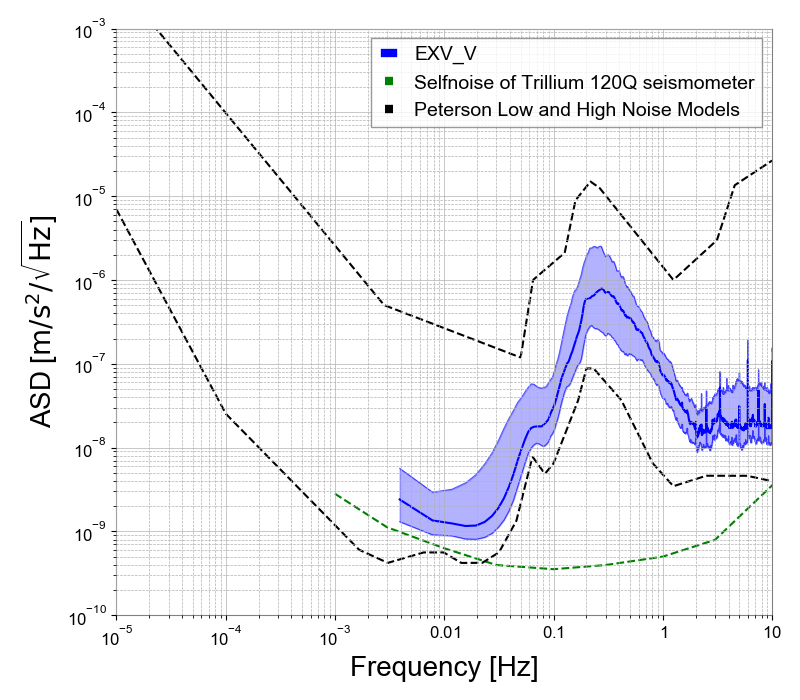 EXV_V
Selfnoise of Trillium 120Q seismometer
Peterson Low and High Noise Models
ASD [m/s²/√Hz]
10⁻³
10⁻⁴
10⁻⁵
10⁻⁶
10⁻⁷
10⁻⁸
10⁻⁹
10⁻¹⁰
10⁻⁵ 10⁻⁴ 10⁻³ 0.01 0.1 1 10
Frequency [Hz]